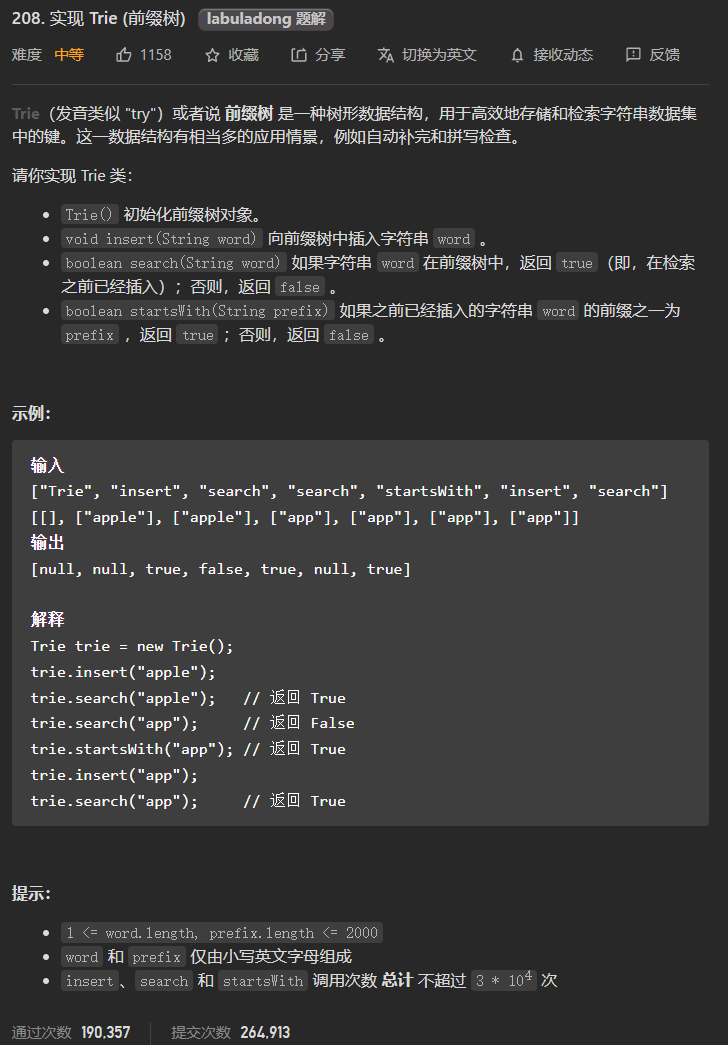 208. 实现 Trie (前缀树) labuladong 题解
难度 中等 1158 收藏 分享 切换为英文 接收动态 反馈
Trie（发音类似 "try"）或者说 前缀树 是一种树形数据结构，用于高效地存储和检索字符串数据集
中的键。这一数据结构有相当多的应用情景，例如自动补完和拼写检查。
请你实现 Trie 类：
• Trie() 初始化前缀树对象。
• void insert(String word) 向前缀树中插入字符串 word 。
• boolean search(String word) 如果字符串 word 在前缀树中，返回 true（即，在检索
之前已经插入）；否则，返回 false 。
• boolean startsWith(String prefix) 如果之前已经插入的字符串 word 的前缀之一为
prefix ，返回 true ；否则，返回 false 。
示例：
输入
["Trie", "insert", "search", "search", "startsWith", "insert", "search"]
[[], ["apple"], ["apple"], ["app"], ["app"], ["app"], ["app"]]
输出
[null, null, true, false, true, null, true]
解释
Trie trie = new Trie();
trie.insert("apple");
trie.search("apple");   // 返回 True
trie.search("app");     // 返回 False
trie.startsWith("app"); // 返回 True
trie.insert("app");
trie.search("app");     // 返回 True
提示：
• 1 <= word.length, prefix.length <= 2000
• word 和 prefix 仅由小写英文字母组成
• insert、search 和 startsWith 调用次数 总计 不超过 3 * 10⁴ 次
通过次数 190,357 提交次数 264,913